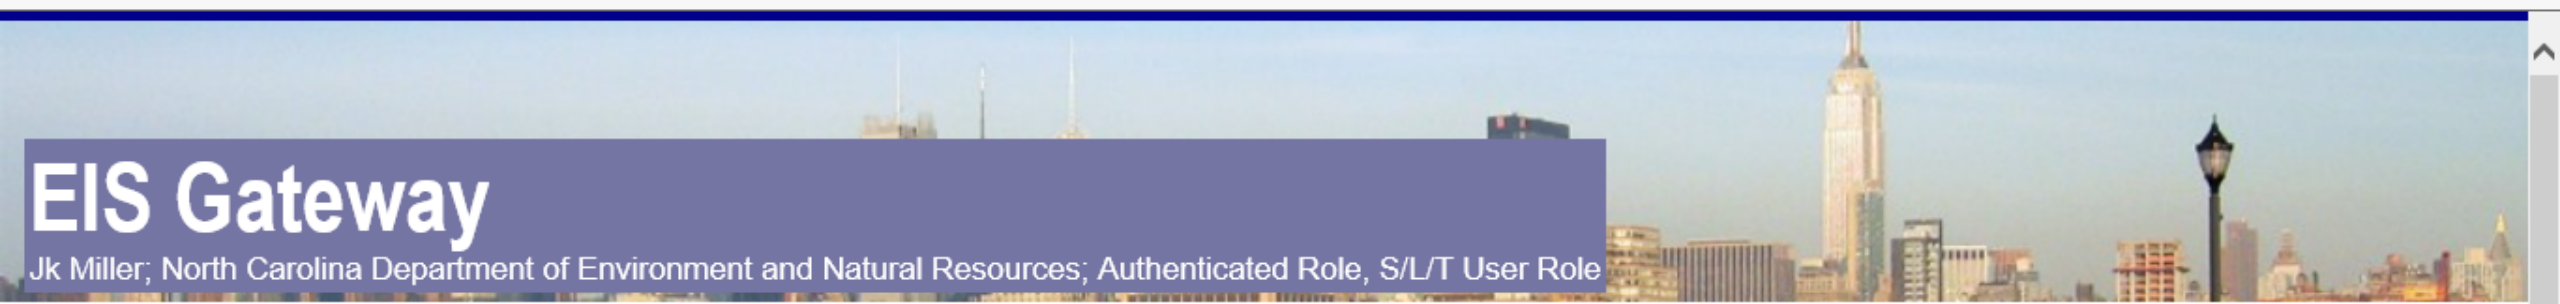 EIS Gateway
Jk Miller; North Carolina Department of Environment and Natural Resources; Authenticated Role, S/L/T User Role